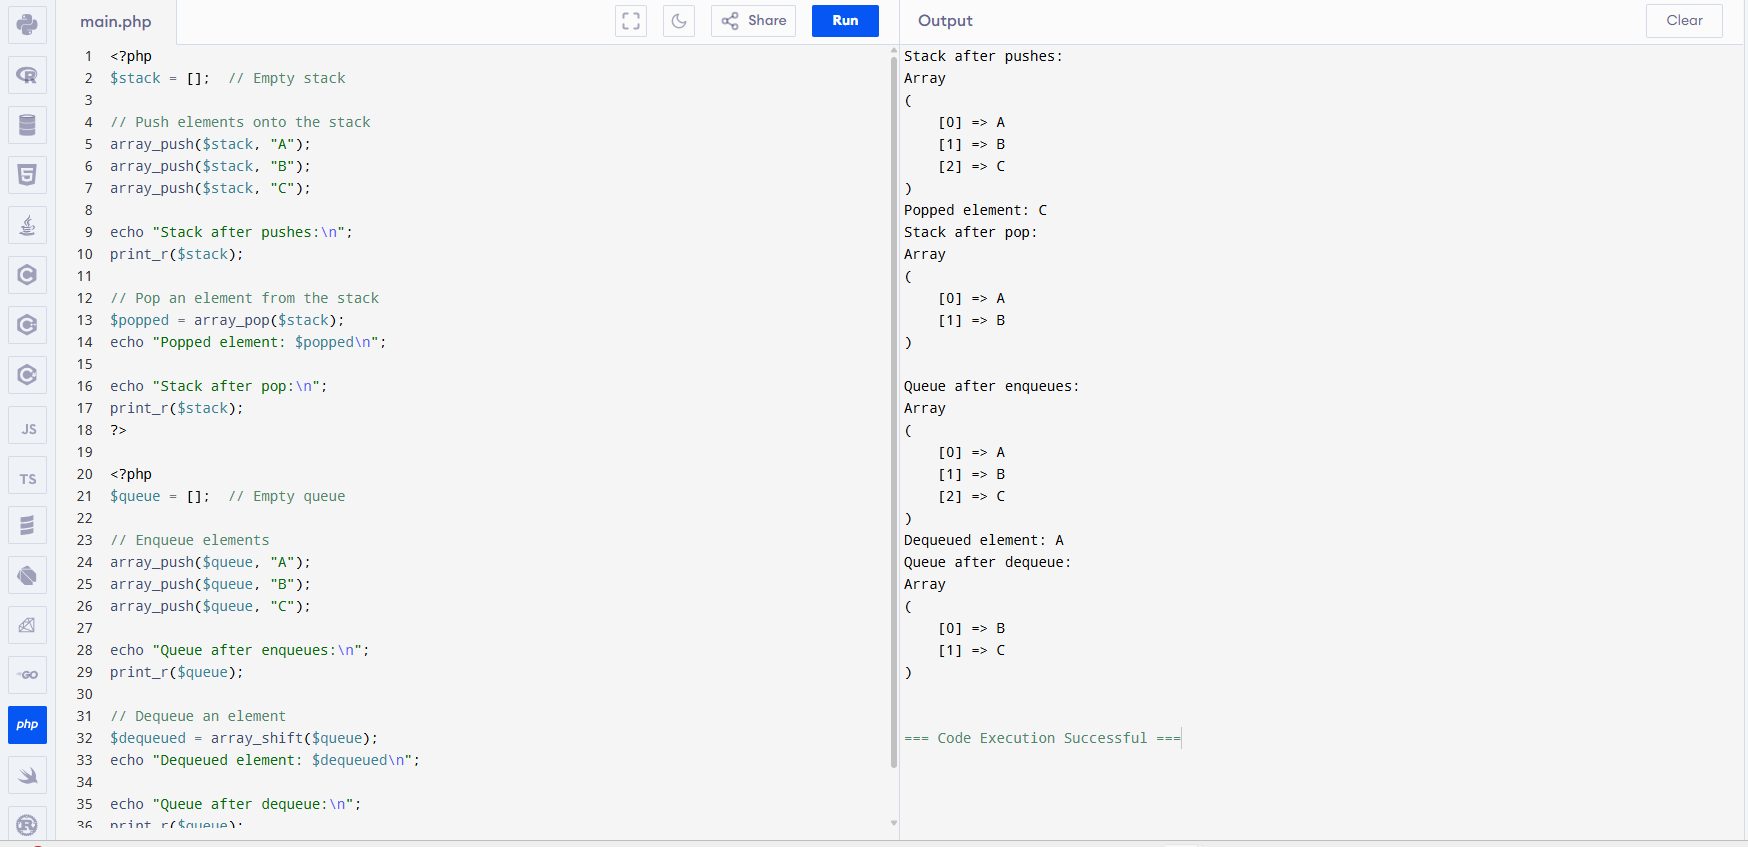 main.php
Share
Run
Output
Clear
JS
TS
GO
php
1 <?php
2 $stack = [];  // Empty stack
3
4 // Push elements onto the stack
5 array_push($stack, "A");
6 array_push($stack, "B");
7 array_push($stack, "C");
8
9 echo "Stack after pushes:\n";
10 print_r($stack);
11
12 // Pop an element from the stack
13 $popped = array_pop($stack);
14 echo "Popped element: $popped\n";
15
16 echo "Stack after pop:\n";
17 print_r($stack);
18 ?>
19
20 <?php
21 $queue = [];  // Empty queue
22
23 // Enqueue elements
24 array_push($queue, "A");
25 array_push($queue, "B");
26 array_push($queue, "C");
27
28 echo "Queue after enqueues:\n";
29 print_r($queue);
30
31 // Dequeue an element
32 $dequeued = array_shift($queue);
33 echo "Dequeued element: $dequeued\n";
34
35 echo "Queue after dequeue:\n";
36 print_r($queue);
Stack after pushes:
Array
(
    [0] => A
    [1] => B
    [2] => C
)
Popped element: C
Stack after pop:
Array
(
    [0] => A
    [1] => B
)

Queue after enqueues:
Array
(
    [0] => A
    [1] => B
    [2] => C
)
Dequeued element: A
Queue after dequeue:
Array
(
    [0] => B
    [1] => C
)

=== Code Execution Successful ===